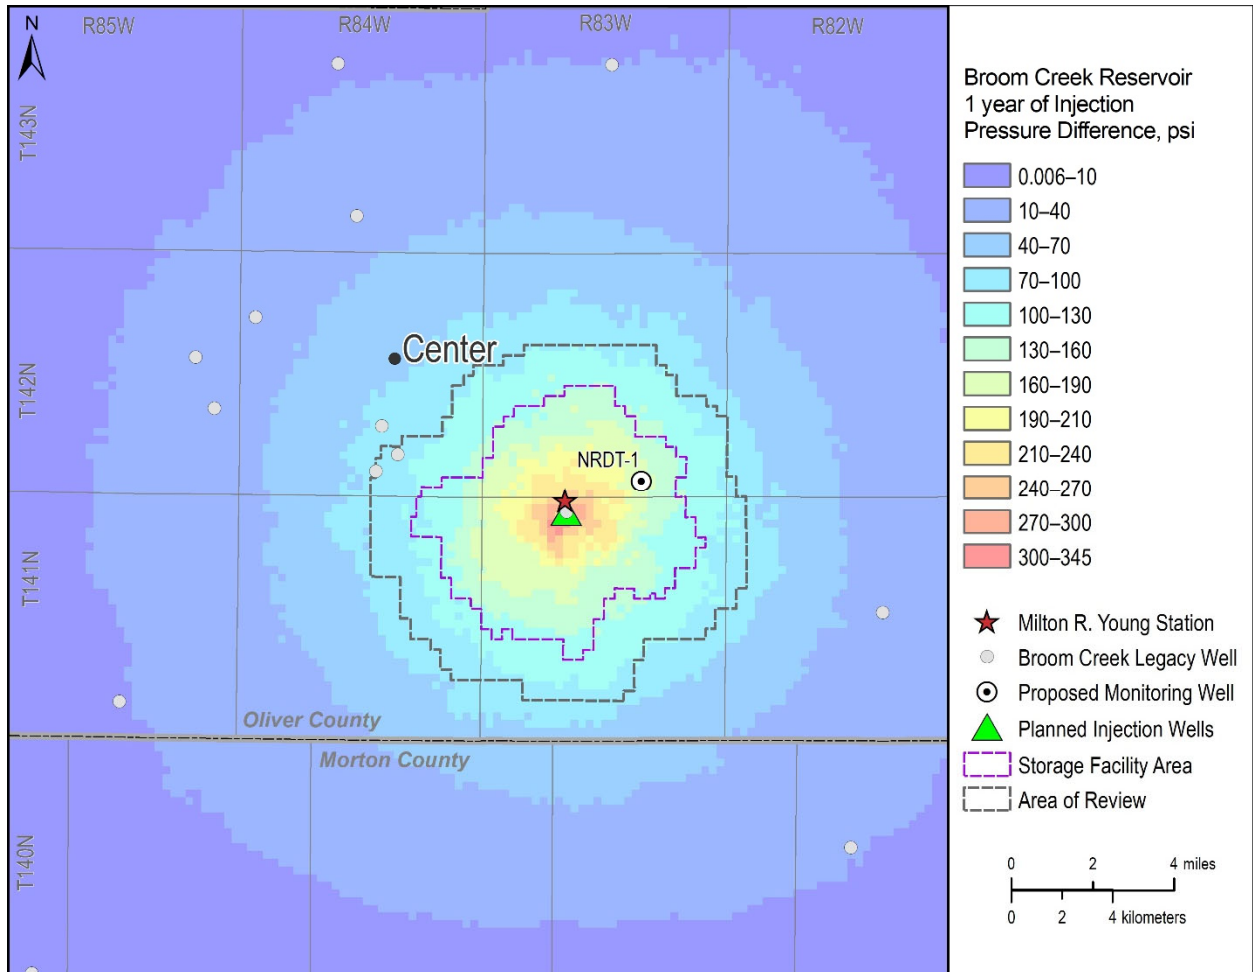 N
R85W
R84W
R83W
R82W
T143N
T142N
T141N
T140N
Center
NRDT-1
Oliver County
Morton County
Broom Creek Reservoir
1 year of Injection
Pressure Difference, psi
0.006–10
10–40
40–70
70–100
100–130
130–160
160–190
190–210
210–240
240–270
270–300
300–345
Milton R. Young Station
Broom Creek Legacy Well
Proposed Monitoring Well
Planned Injection Wells
Storage Facility Area
Area of Review
0 2 4 miles
0 2 4 kilometers